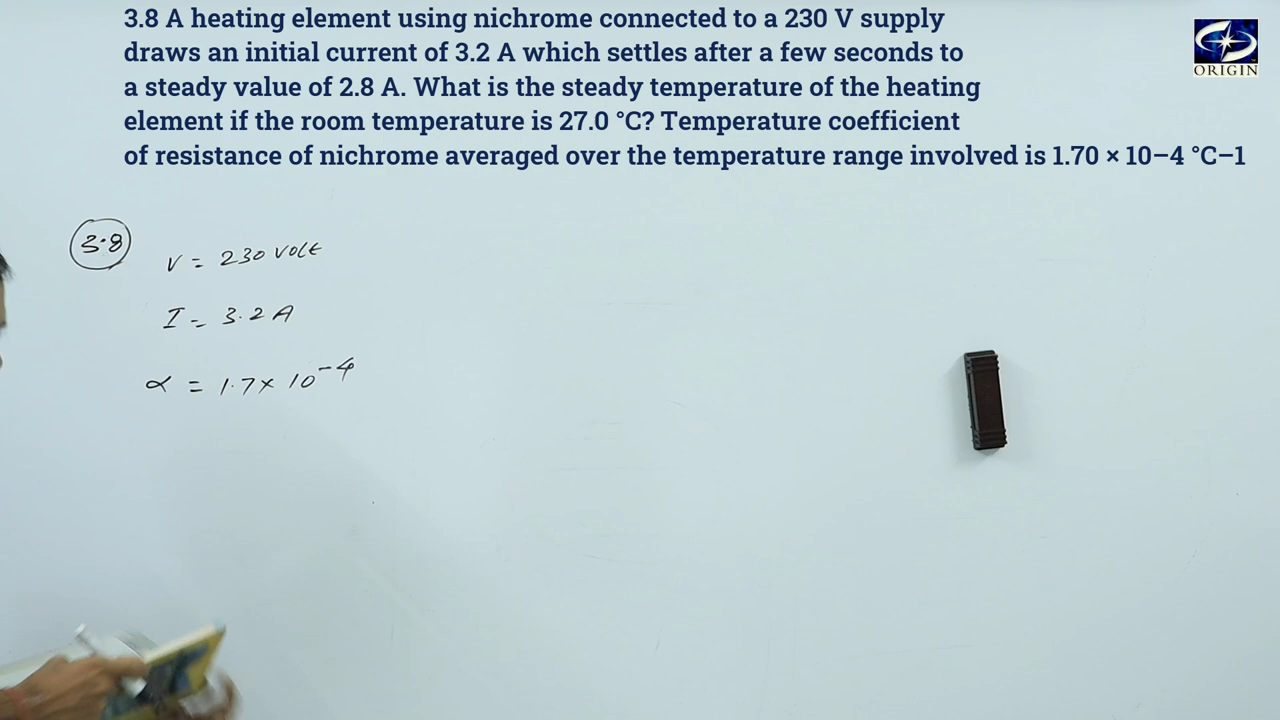 3.8 A heating element using nichrome connected to a 230 V supply
draws an initial current of 3.2 A which settles after a few seconds to
a steady value of 2.8 A. What is the steady temperature of the heating
element if the room temperature is 27.0 °C? Temperature coefficient
of resistance of nichrome averaged over the temperature range involved is 1.70 × 10–4 °C–1
ORIGIN
3.8
V = 230 VOLT
I = 3.2 A
α = 1.7 × 10⁻⁴